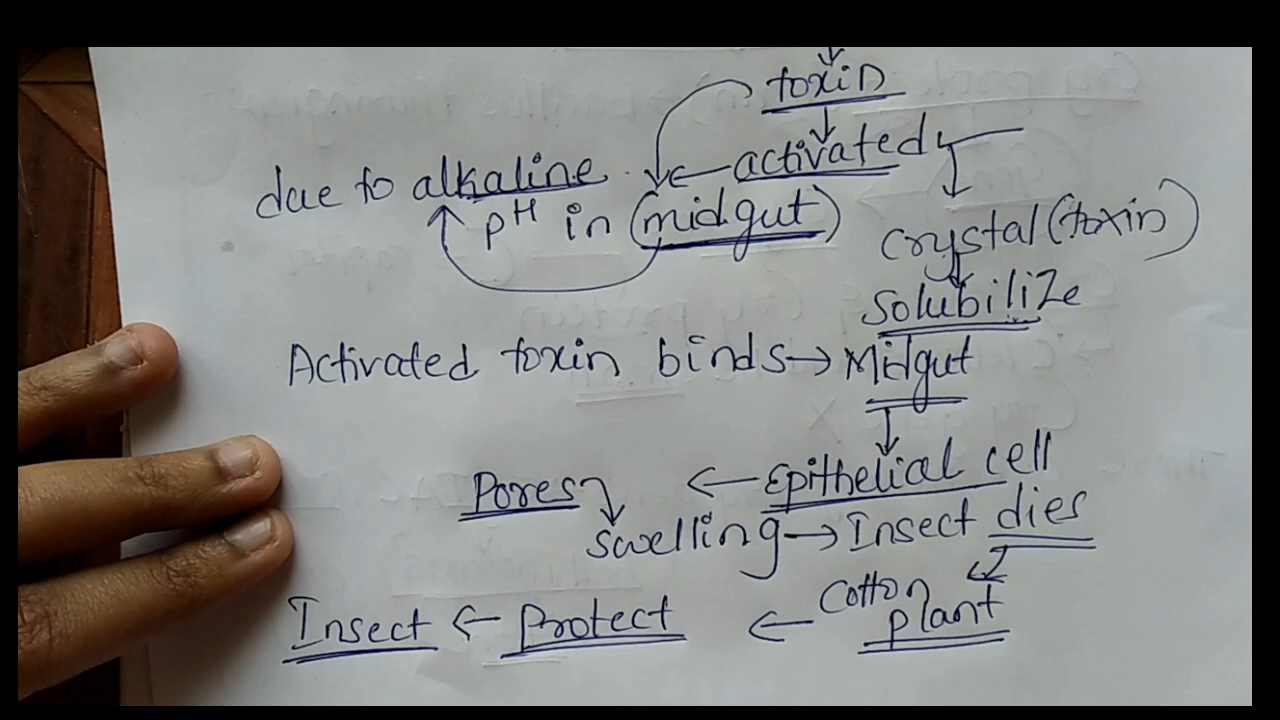 toxin
activated
due to alkaline
pH in (midgut)
crystal (toxin)
solubilize
Activated toxin binds → Midgut
Pores ← Epithelial cell
swelling → Insect dies
Cotton
Insect ← Protect ← plant